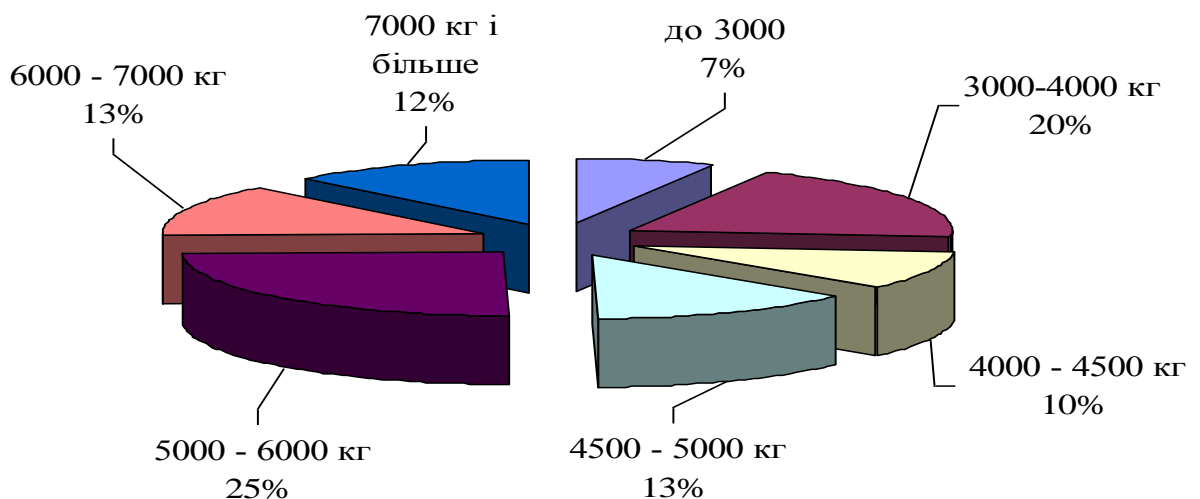 7000 кг і
більше
12%
до 3000
7%
6000 - 7000 кг
13%
3000-4000 кг
20%
4000 - 4500 кг
10%
5000 - 6000 кг
25%
4500 - 5000 кг
13%